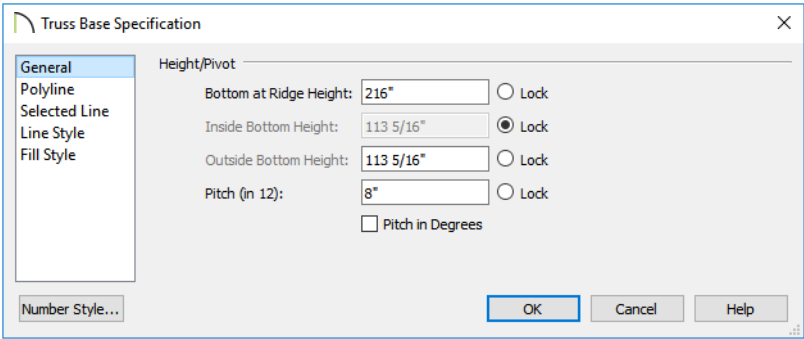 Truss Base Specification
General
Polyline
Selected Line
Line Style
Fill Style
Height/Pivot
Bottom at Ridge Height: 216" Lock
Inside Bottom Height: 113 5/16" Lock
Outside Bottom Height: 113 5/16" Lock
Pitch (in 12): 8" Lock
Pitch in Degrees
Number Style... OK Cancel Help